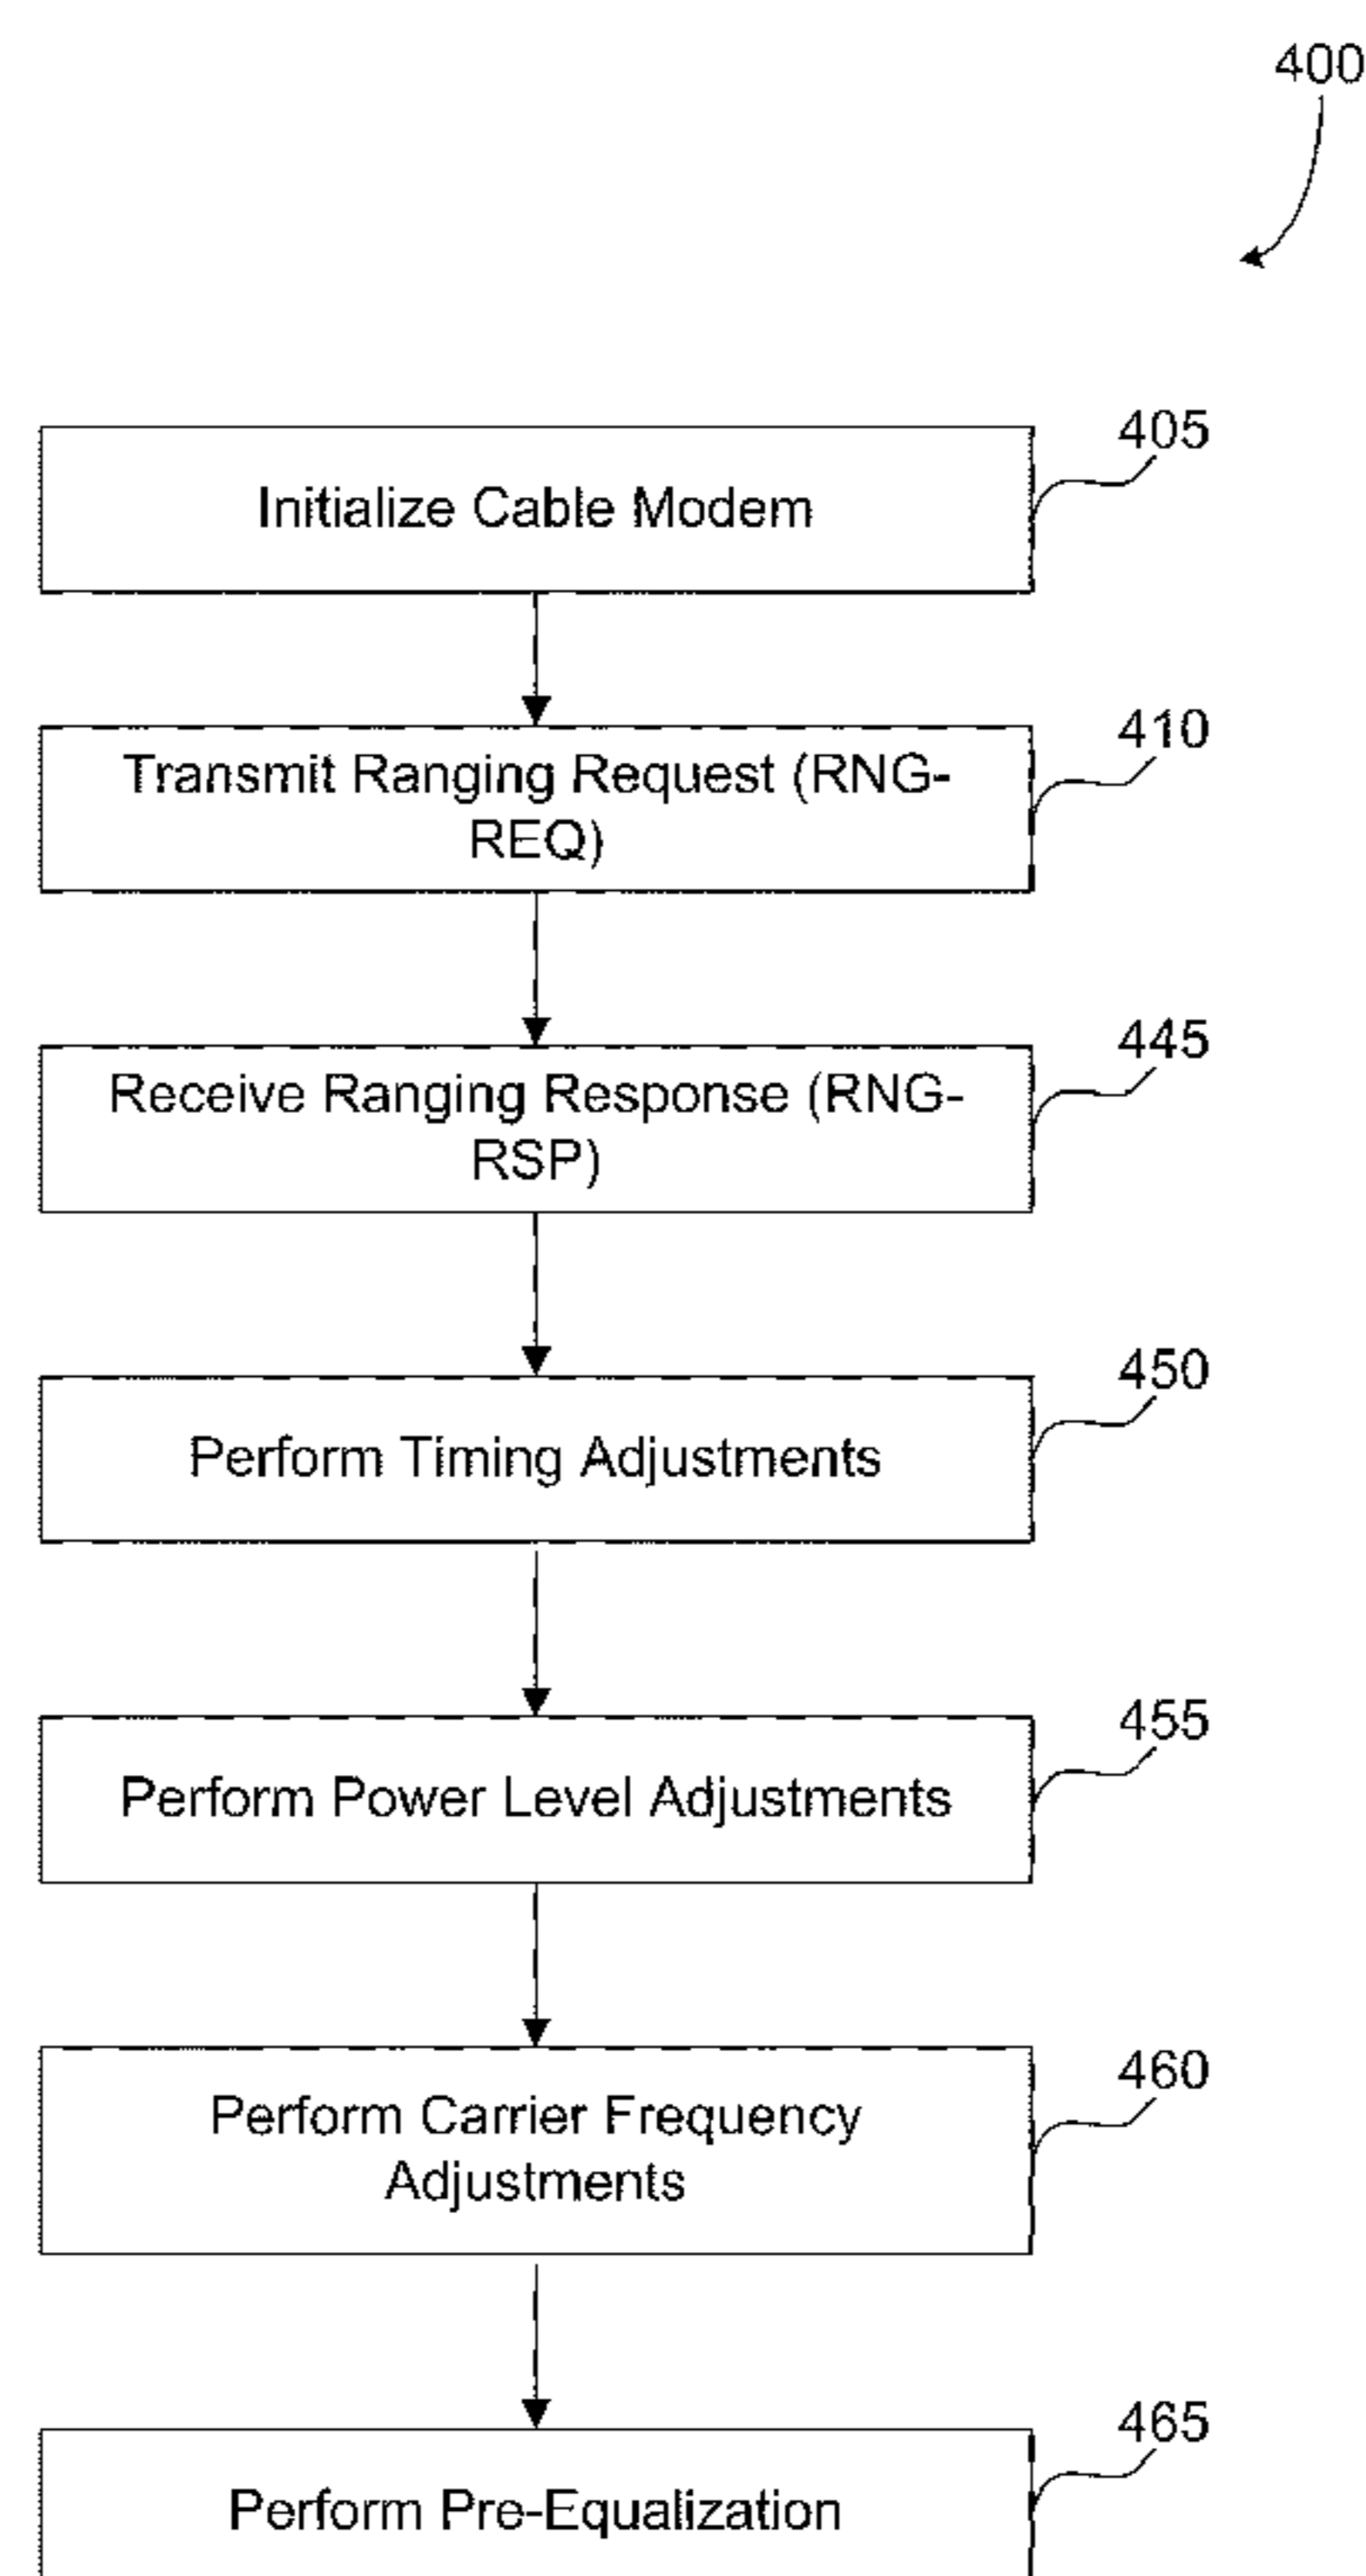 400
405
Initialize Cable Modem
410
Transmit Ranging Request (RNG-
REQ)
445
Receive Ranging Response (RNG-
RSP)
450
Perform Timing Adjustments
455
Perform Power Level Adjustments
460
Perform Carrier Frequency
Adjustments
465
Perform Pre-Equalization